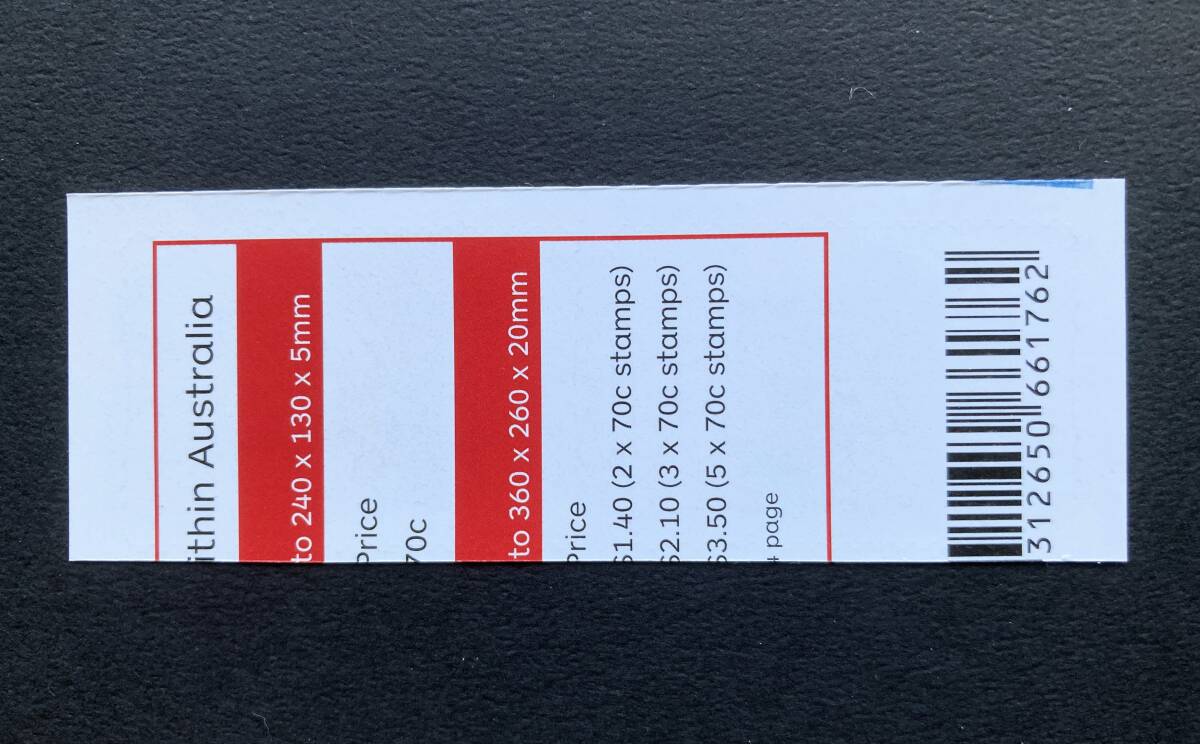 ithin Australia
to 240 x 130 x 5mm
Price
70c
to 360 x 260 x 20mm
Price
$1.40 (2 x 70c stamps)
$2.10 (3 x 70c stamps)
$3.50 (5 x 70c stamps)
page
312650 661762